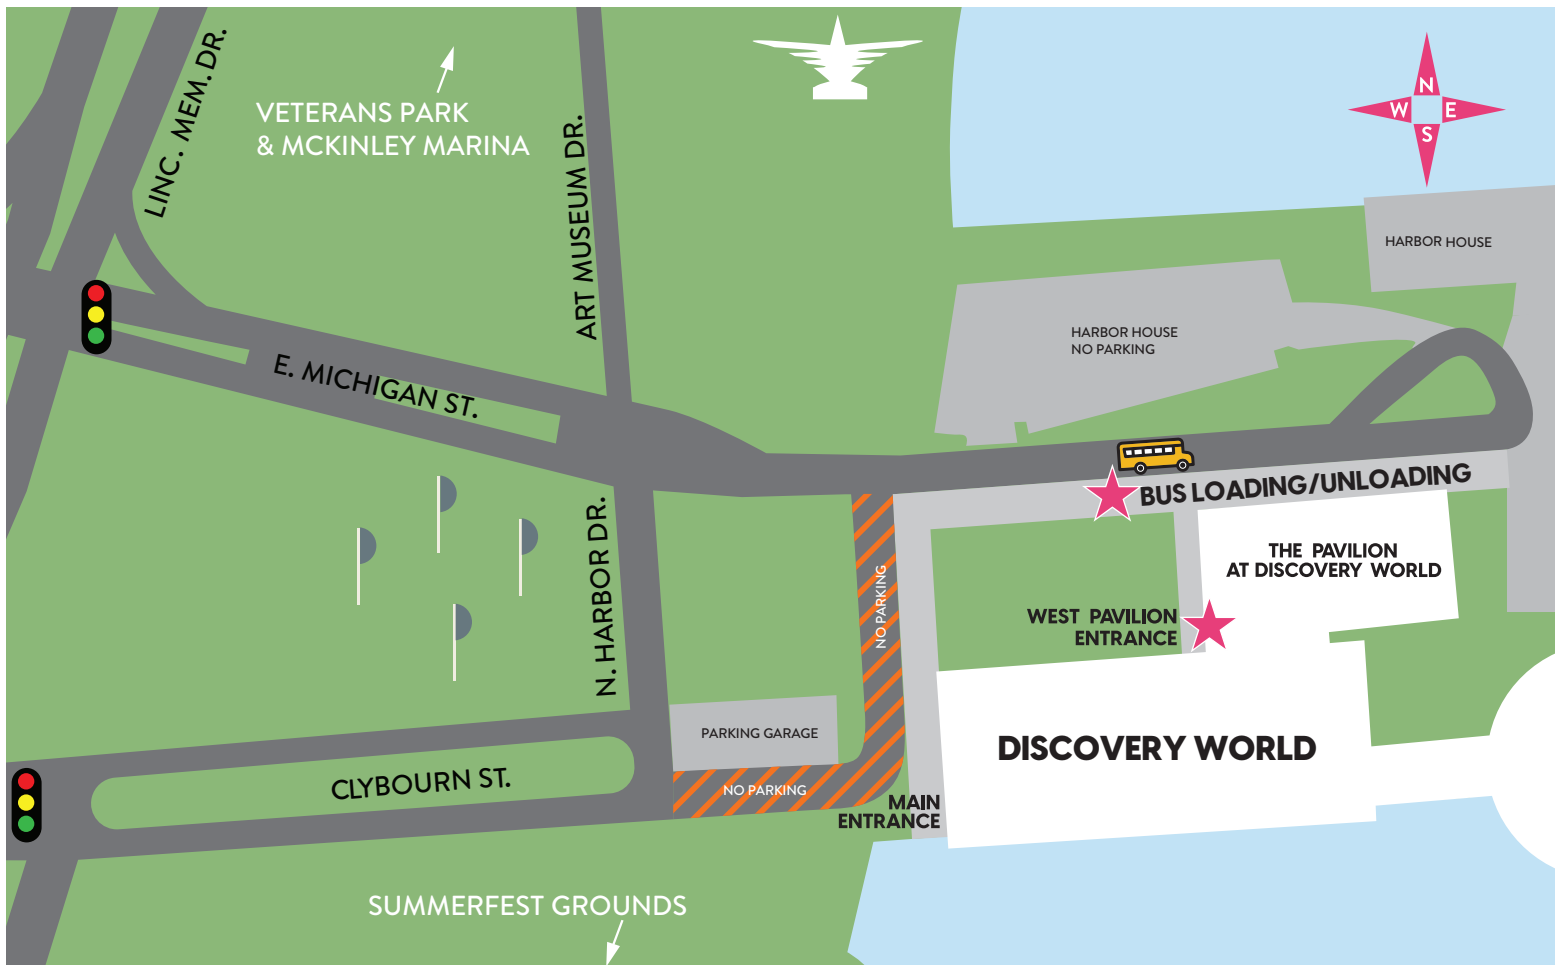 LINC. MEM. DR.
VETERANS PARK
& MCKINLEY MARINA
ART MUSEUM DR.
N
W E
S
HARBOR HOUSE
HARBOR HOUSE
NO PARKING
E. MICHIGAN ST.
BUS LOADING/UNLOADING
THE PAVILION
AT DISCOVERY WORLD
N. HARBOR DR.
NO PARKING
WEST PAVILION
ENTRANCE
PARKING GARAGE
DISCOVERY WORLD
CLYBOURN ST.
NO PARKING
MAIN
ENTRANCE
SUMMERFEST GROUNDS